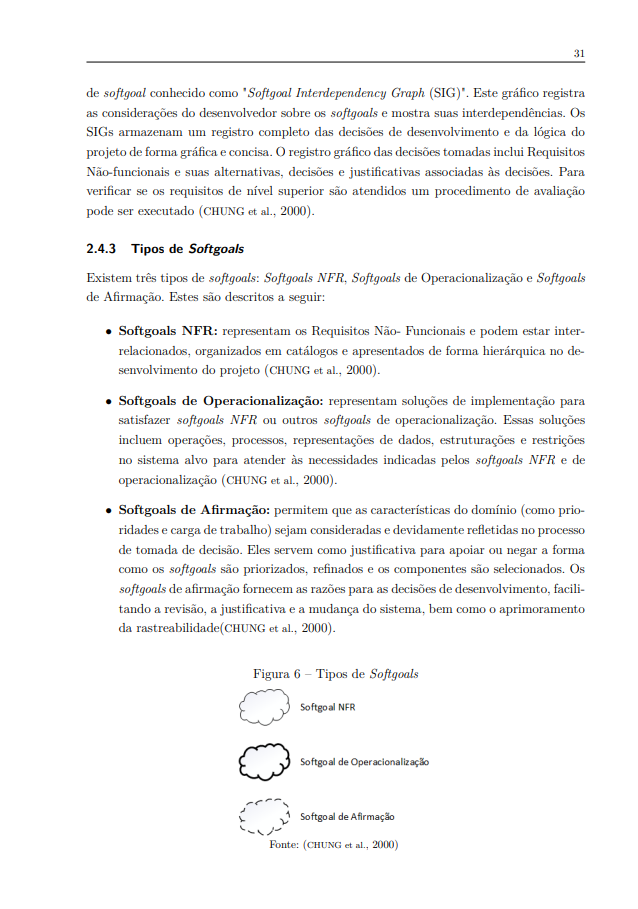 31
de softgoal conhecido como "Softgoal Interdependency Graph (SIG)". Este gráfico registra
as considerações do desenvolvedor sobre os softgoals e mostra suas interdependências. Os
SIGs armazenam um registro completo das decisões de desenvolvimento e da lógica do
projeto de forma gráfica e concisa. O registro gráfico das decisões tomadas inclui Requisitos
Não-funcionais e suas alternativas, decisões e justificativas associadas às decisões. Para
verificar se os requisitos de nível superior são atendidos um procedimento de avaliação
pode ser executado (CHUNG et al., 2000).
2.4.3 Tipos de Softgoals
Existem três tipos de softgoals: Softgoals NFR, Softgoals de Operacionalização e Softgoals
de Afirmação. Estes são descritos a seguir:
• Softgoals NFR: representam os Requisitos Não- Funcionais e podem estar inter-
relacionados, organizados em catálogos e apresentados de forma hierárquica no de-
senvolvimento do projeto (CHUNG et al., 2000).
• Softgoals de Operacionalização: representam soluções de implementação para
satisfazer softgoals NFR ou outros softgoals de operacionalização. Essas soluções
incluem operações, processos, representações de dados, estruturações e restrições
no sistema alvo para atender às necessidades indicadas pelos softgoals NFR e de
operacionalização (CHUNG et al., 2000).
• Softgoals de Afirmação: permitem que as características do domínio (como prio-
ridades e carga de trabalho) sejam consideradas e devidamente refletidas no processo
de tomada de decisão. Eles servem como justificativa para apoiar ou negar a forma
como os softgoals são priorizados, refinados e os componentes são selecionados. Os
softgoals de afirmação fornecem as razões para as decisões de desenvolvimento, facili-
tando a revisão, a justificativa e a mudança do sistema, bem como o aprimoramento
da rastreabilidade(CHUNG et al., 2000).
Figura 6 – Tipos de Softgoals
Softgoal NFR
Softgoal de Operacionalização
Softgoal de Afirmação
Fonte: (CHUNG et al., 2000)